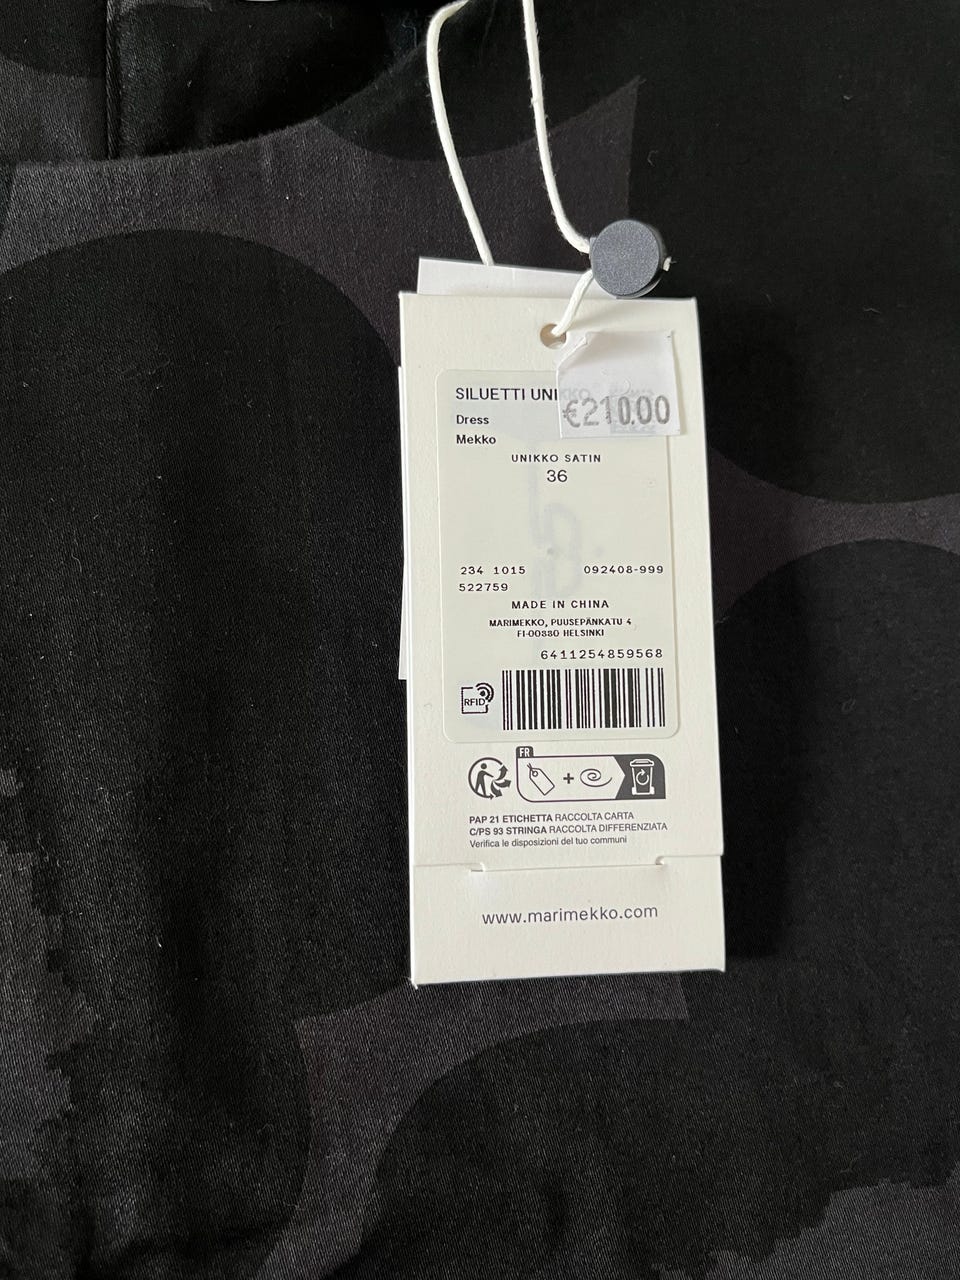 SILUETTI UNIKKO
€210.00
Dress
Mekko
UNIKKO SATIN
36
234 1015 092408-999
522759
MADE IN CHINA
MARIMEKKO, PUUSEPÄNKATU 4
FI-00880 HELSINKI
6411254859568
RFID
FR
+
PAP 21 ETICHETTA RACCOLTA CARTA
C/PS 93 STRINGA RACCOLTA DIFFERENZIATA
Verifica le disposizioni del tuo communi
www.marimekko.com